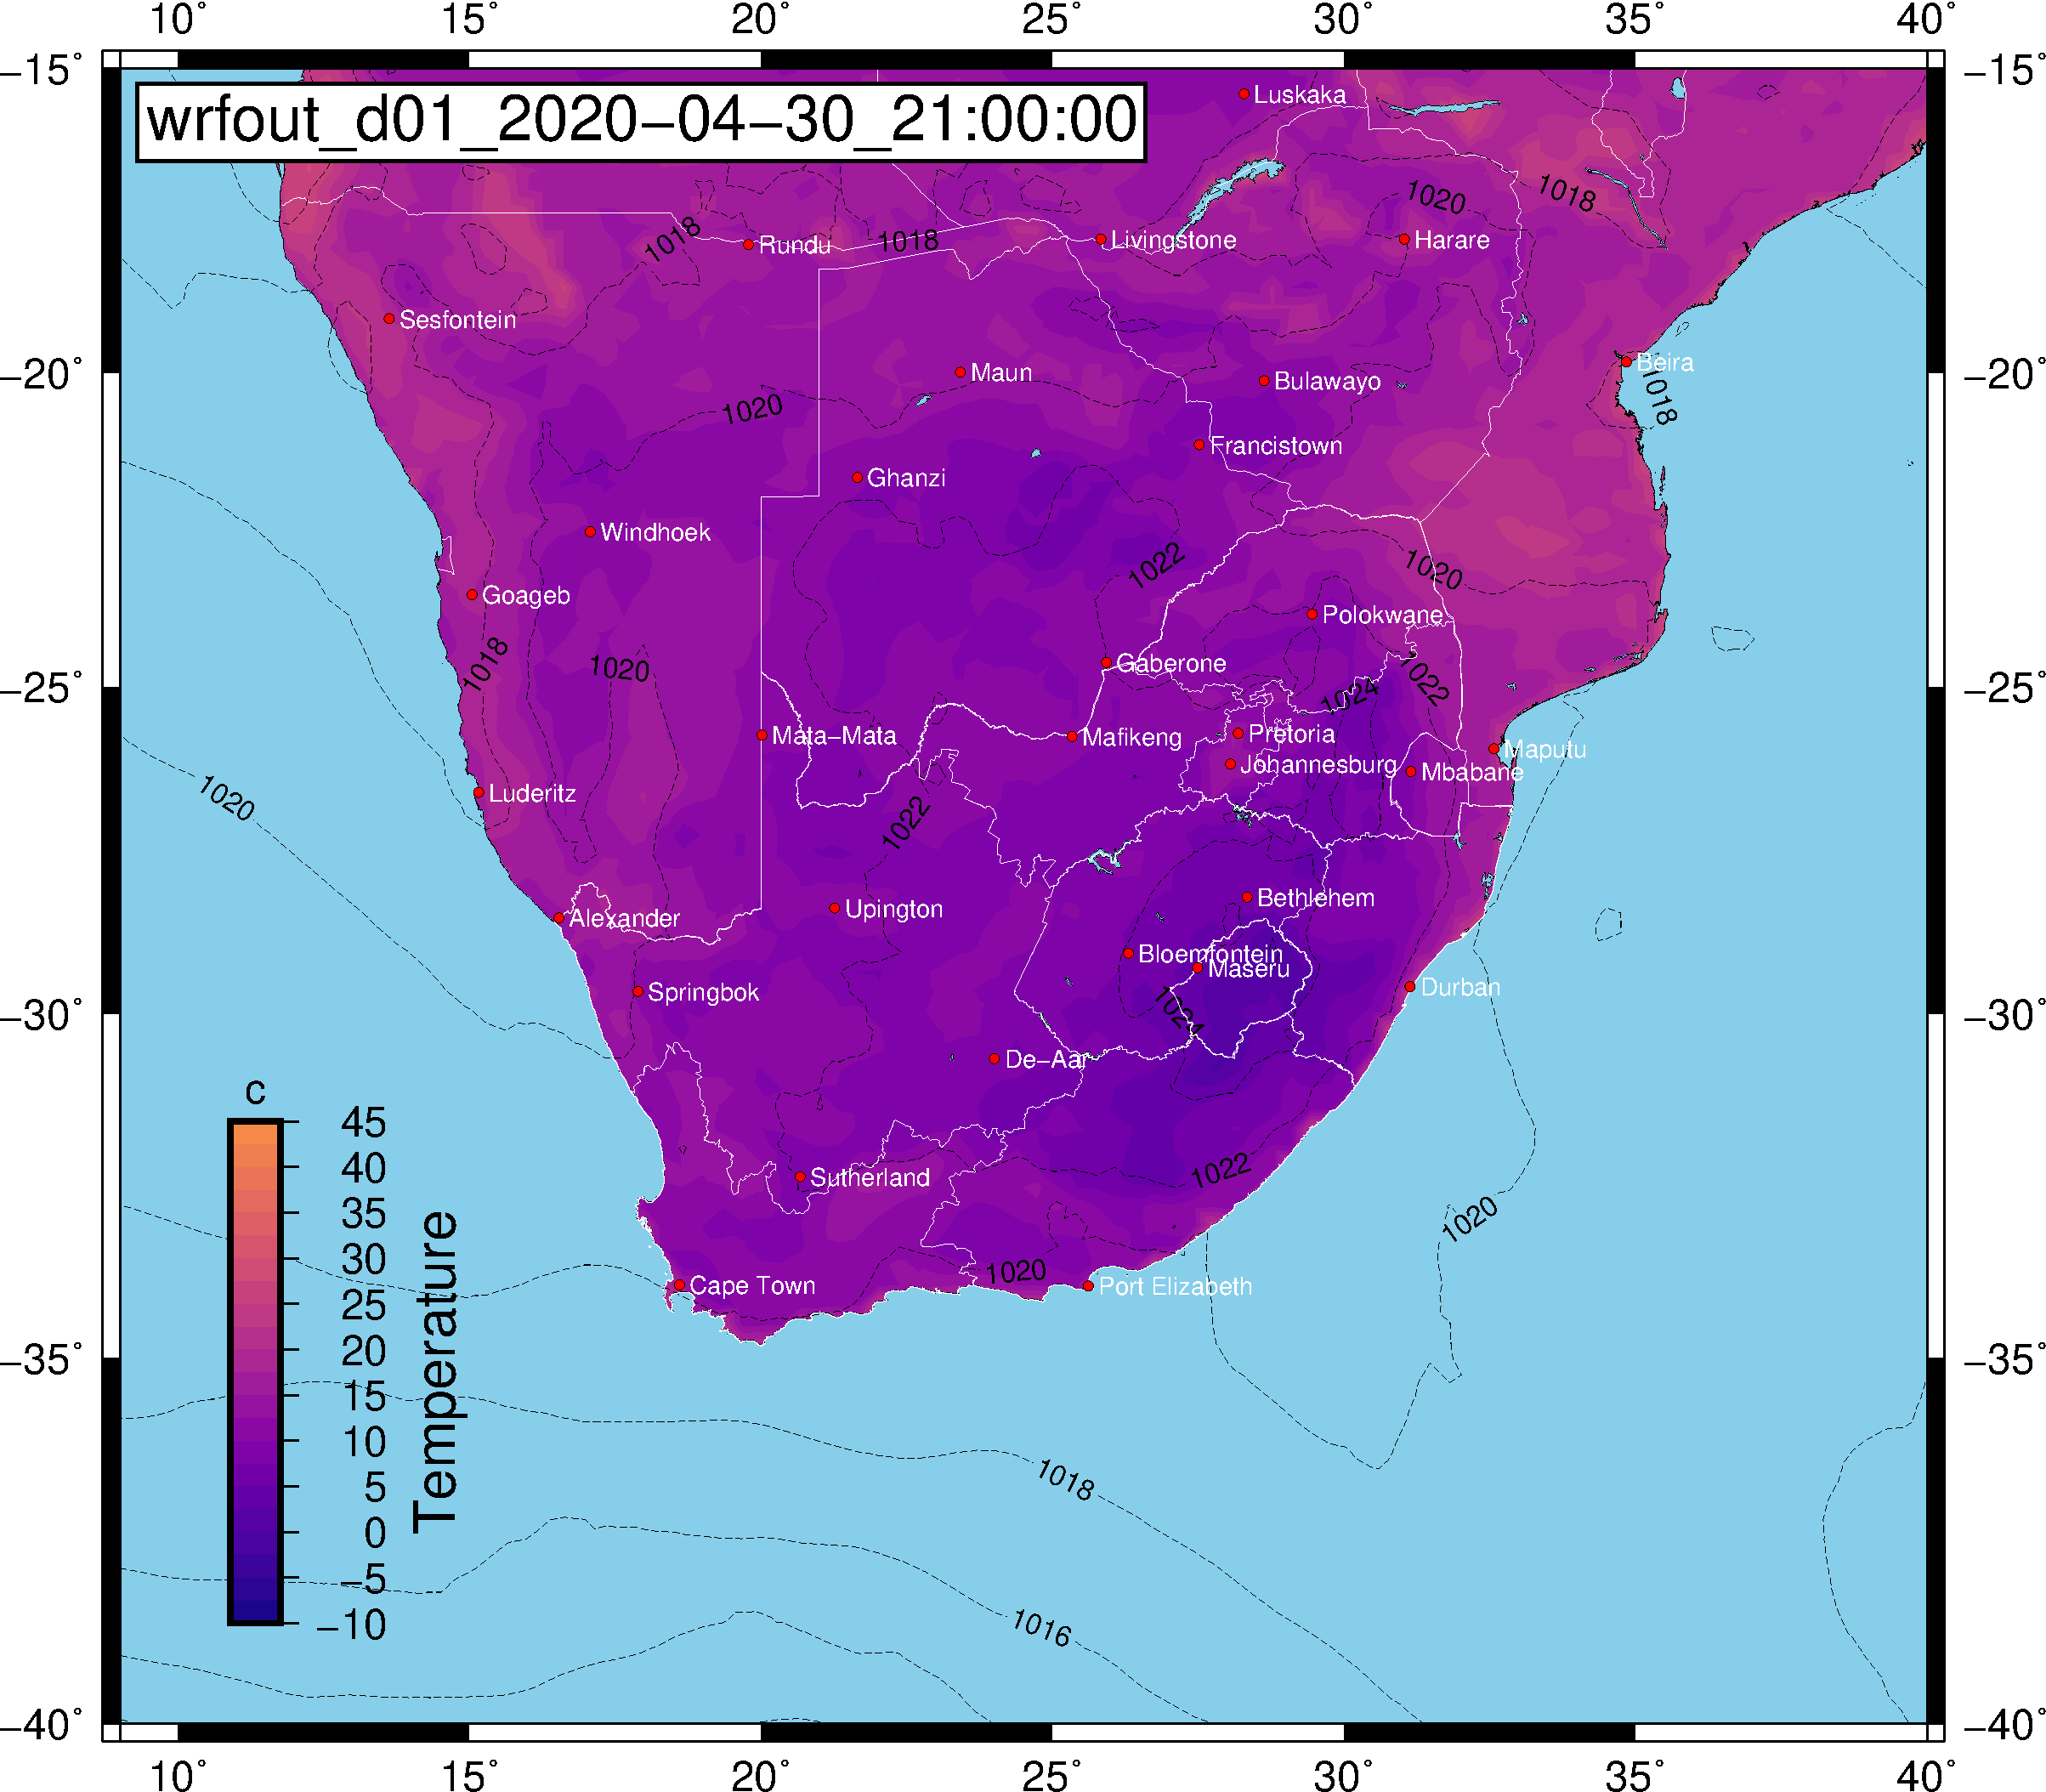 10° 15° 20° 25° 30° 35° 40°
−15° −15°
wrfout_d01_2020−04−30_21:00:00
Luskaka
1020
1018
1018
1018
Rundu
Livingstone
Harare
Sesfontein
Beira
−20° −20°
Maun
Bulawayo
1018
1020
Francistown
Ghanzi
Windhoek
1022
1020
Goageb
Polokwane
1018
1020
Gaberone
1022
1024
−25° −25°
Mata−Mata
Mafikeng
Pretoria
Maputu
Johannesburg
Mbabane
1020
Luderitz
1022
Bethlehem
Alexander
Upington
Bloemfontein
Maseru
Springbok
Durban
1024
−30° −30°
De−Aar
c
45
40
35
30
25
20
15
10
5
0
−5
−10
Temperature
1022
Sutherland
1020
1020
Cape Town
Port Elizabeth
−35° −35°
1018
1016
−40° −40°
10° 15° 20° 25° 30° 35° 40°